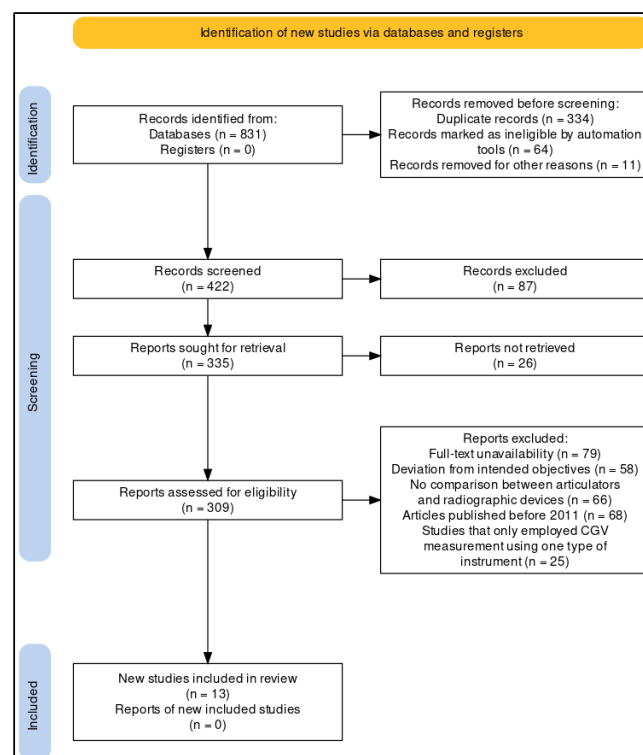 Identification of new studies via databases and registers
Identification
Records identified from:
Databases (n = 831)
Registers (n = 0)
Records removed before screening:
Duplicate records (n = 334)
Records marked as ineligible by automation
tools (n = 64)
Records removed for other reasons (n = 11)
Screening
Records screened
(n = 422)
Records excluded
(n = 87)
Reports sought for retrieval
(n = 335)
Reports not retrieved
(n = 26)
Reports assessed for eligibility
(n = 309)
Reports excluded:
Full-text unavailability (n = 79)
Deviation from intended objectives (n = 58)
No comparison between articulators
and radiographic devices (n = 66)
Articles published before 2011 (n = 68)
Studies that only employed CGV
measurement using one type of
instrument
(n = 25)
Included
New studies included in review
(n = 13)
Reports of new included studies
(n = 0)